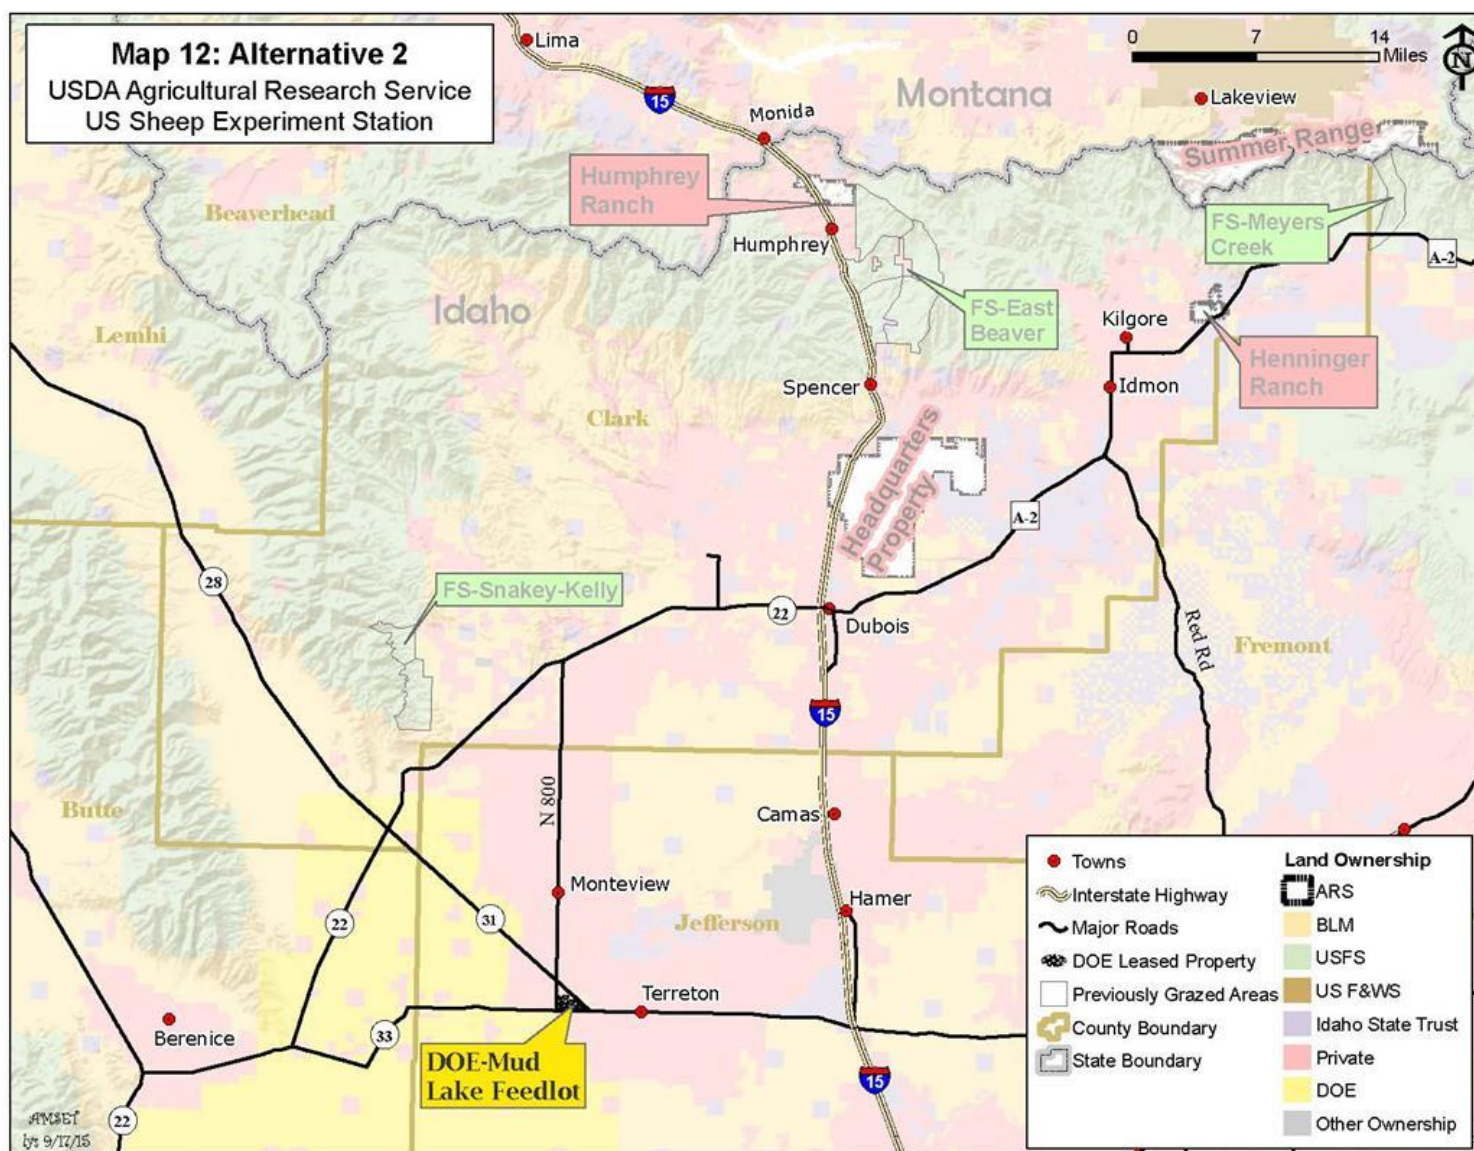 Map 12: Alternative 2
USDA Agricultural Research Service
US Sheep Experiment Station
Lima
15
Monida
Montana
0 7 14
Miles
N
Lakeview
Summer Range
Humphrey
Ranch
Beaverhead
Humphrey
FS-Meyers
Creek
A-2
Idaho
FS-East
Beaver
Lemhi
Kilgore
Henninger
Ranch
Spencer
Idmon
Clark
Headquarters
Property
A-2
28
FS-Snakey-Kelly
22
Dubois
Red Rd
Fremont
15
N 800
Butte
Camas
Monteview
Hamer
22
31
Jefferson
Terreton
Berenice
33
DOE-Mud
Lake Feedlot
15
22
AMSET
lyt 9/17/15
Towns
Interstate Highway
Major Roads
DOE Leased Property
Previously Grazed Areas
County Boundary
State Boundary
Land Ownership
ARS
BLM
USFS
US F&WS
Idaho State Trust
Private
DOE
Other Ownership